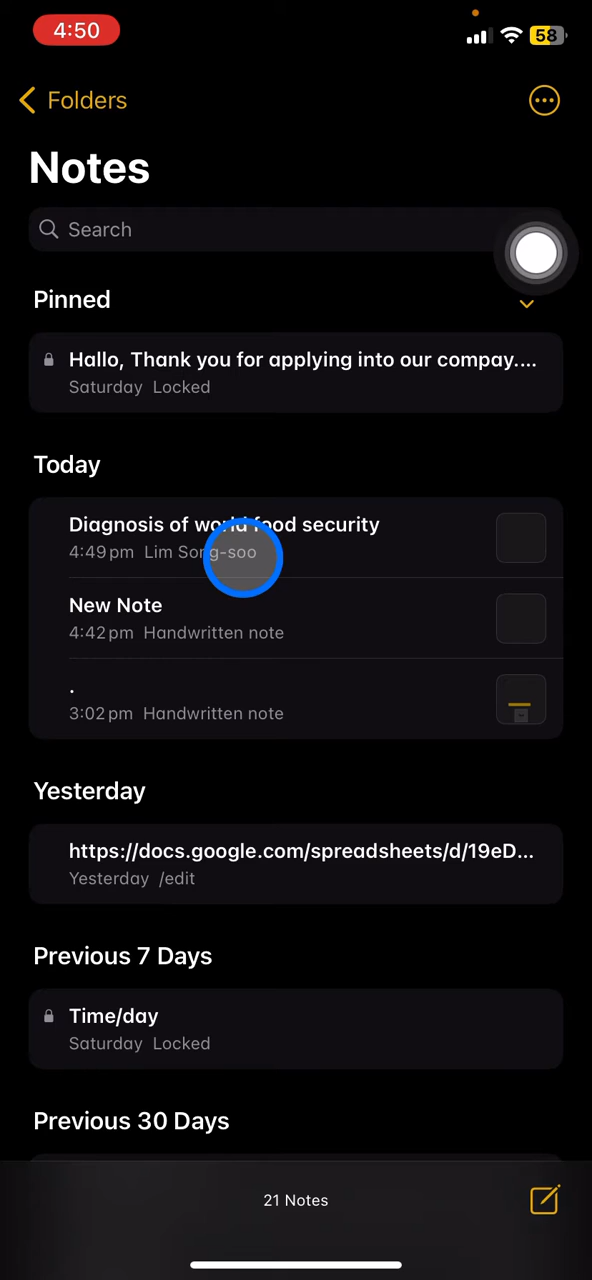 4:50
58
Folders
Notes
Search
Pinned
Hallo, Thank you for applying into our compay....
Saturday Locked
Today
Diagnosis of world food security
4:49 pm Lim Song-soo
New Note
4:42 pm Handwritten note
.
3:02 pm Handwritten note
Yesterday
https://docs.google.com/spreadsheets/d/19eD...
Yesterday /edit
Previous 7 Days
Time/day
Saturday Locked
Previous 30 Days
21 Notes